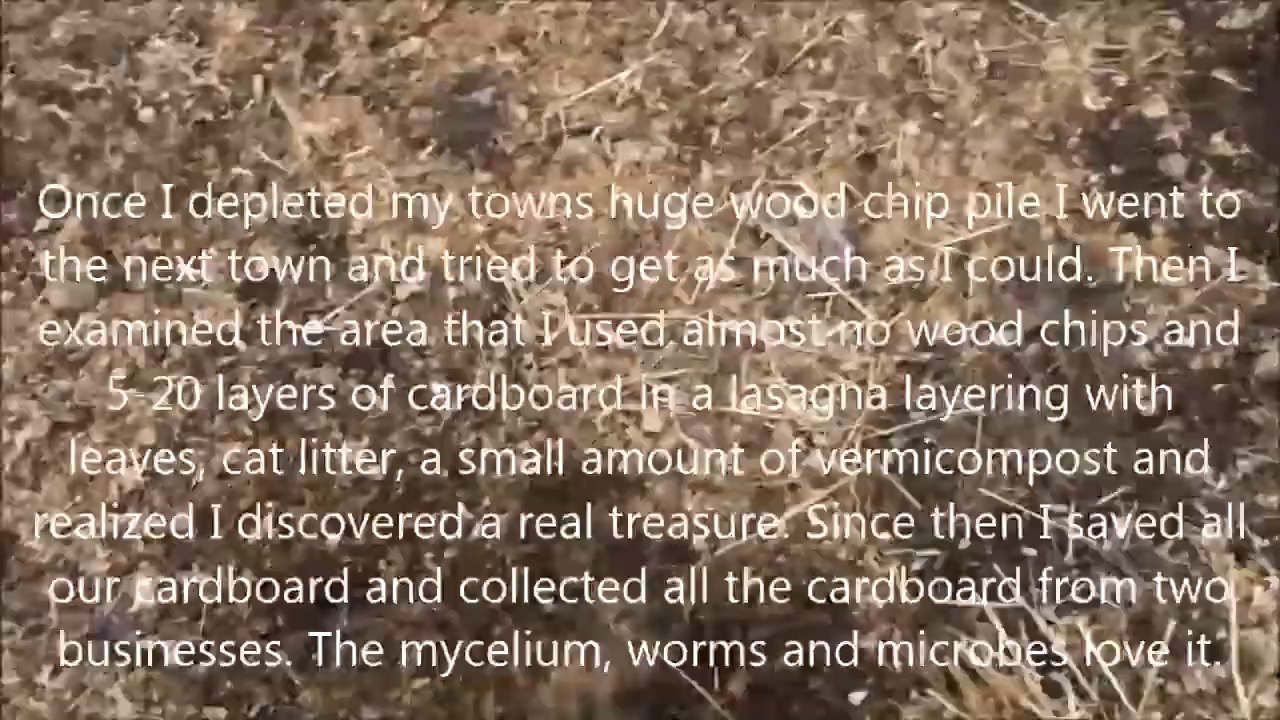 Once I depleted my towns huge wood chip pile I went to
the next town and tried to get as much as I could. Then I
examined the area that I used almost no wood chips and
5-20 layers of cardboard in a lasagna layering with
leaves, cat litter, a small amount of vermicompost and
realized I discovered a real treasure. Since then I saved all
our cardboard and collected all the cardboard from two
businesses. The mycelium, worms and microbes love it.